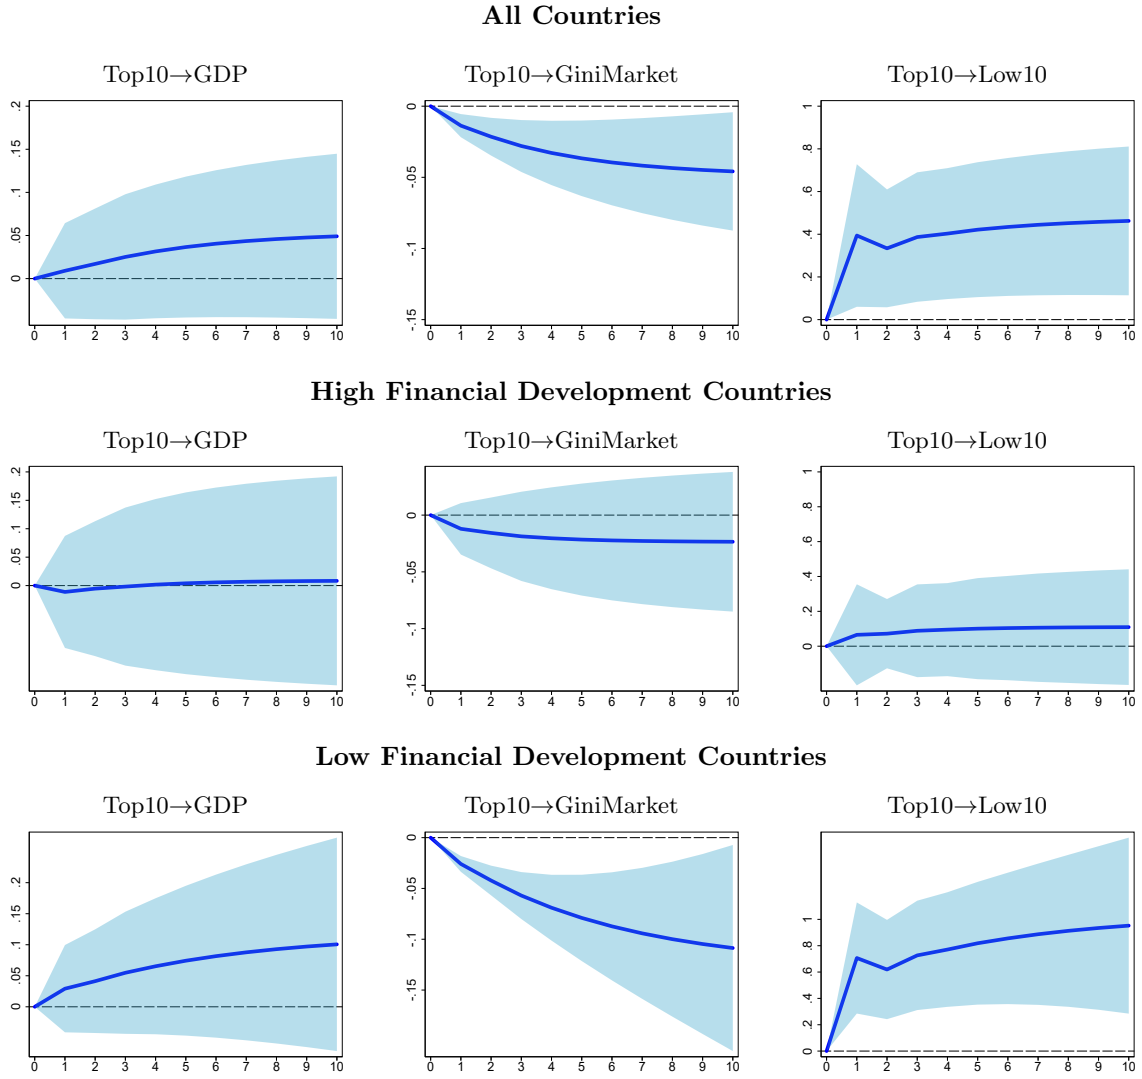 All Countries
Top10→GDP Top10→GiniMarket Top10→Low10
.2 .15 .1 .05 0
0 1 2 3 4 5 6 7 8 9 10
0 -.05 -.1 -.15
0 1 2 3 4 5 6 7 8 9 10
1 .8 .6 .4 .2 0
0 1 2 3 4 5 6 7 8 9 10
High Financial Development Countries
Top10→GDP Top10→GiniMarket Top10→Low10
.2 .15 .1 .05 0
0 1 2 3 4 5 6 7 8 9 10
0 -.05 -.1 -.15
0 1 2 3 4 5 6 7 8 9 10
1 .8 .6 .4 .2 0
0 1 2 3 4 5 6 7 8 9 10
Low Financial Development Countries
Top10→GDP Top10→GiniMarket Top10→Low10
.2 .15 .1 .05 0
0 1 2 3 4 5 6 7 8 9 10
0 -.05 -.1 -.15
0 1 2 3 4 5 6 7 8 9 10
1 .8 .6 .4 .2 0
0 1 2 3 4 5 6 7 8 9 10